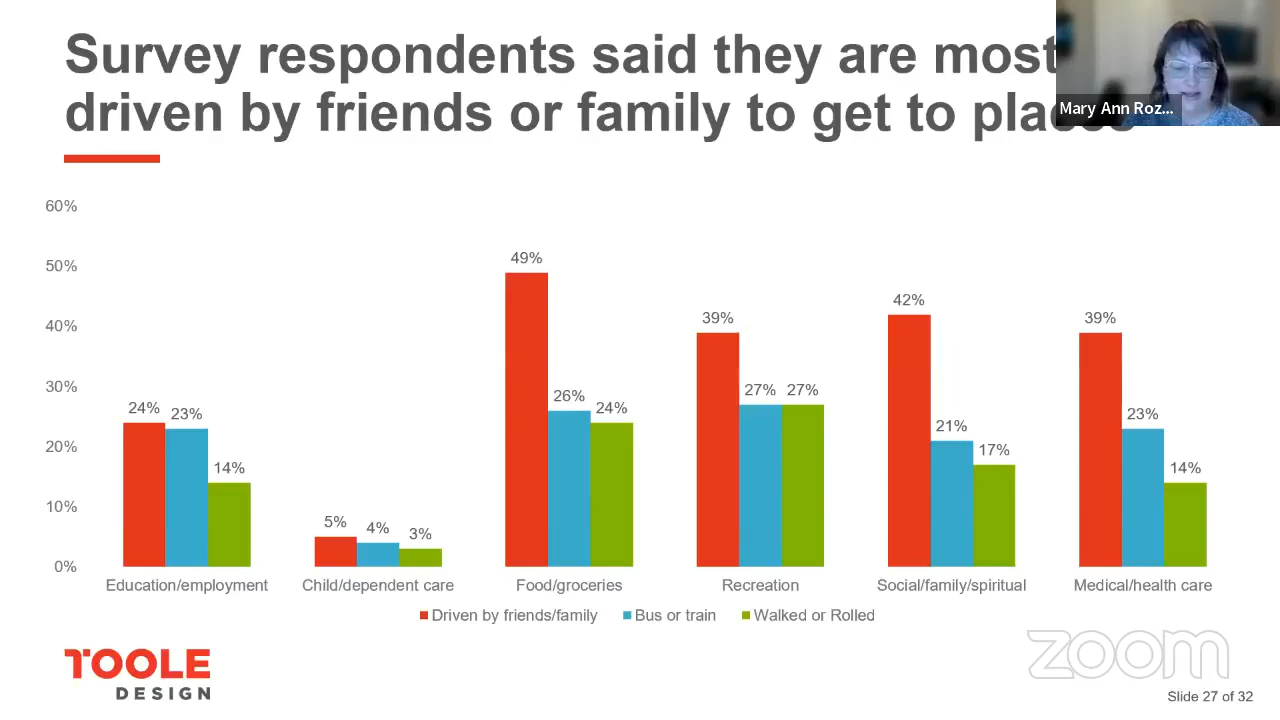 Survey respondents said they are most
driven by friends or family to get to places
Mary Ann Roz...
60%
50%
40%
30%
20%
10%
0%
24%
23%
14%
5%
4%
3%
49%
26%
24%
39%
27%
27%
42%
21%
17%
39%
23%
14%
Education/employment
Child/dependent care
Food/groceries
Recreation
Social/family/spiritual
Medical/health care
Driven by friends/family
Bus or train
Walked or Rolled
TOOLE
DESIGN
zoom
Slide 27 of 32